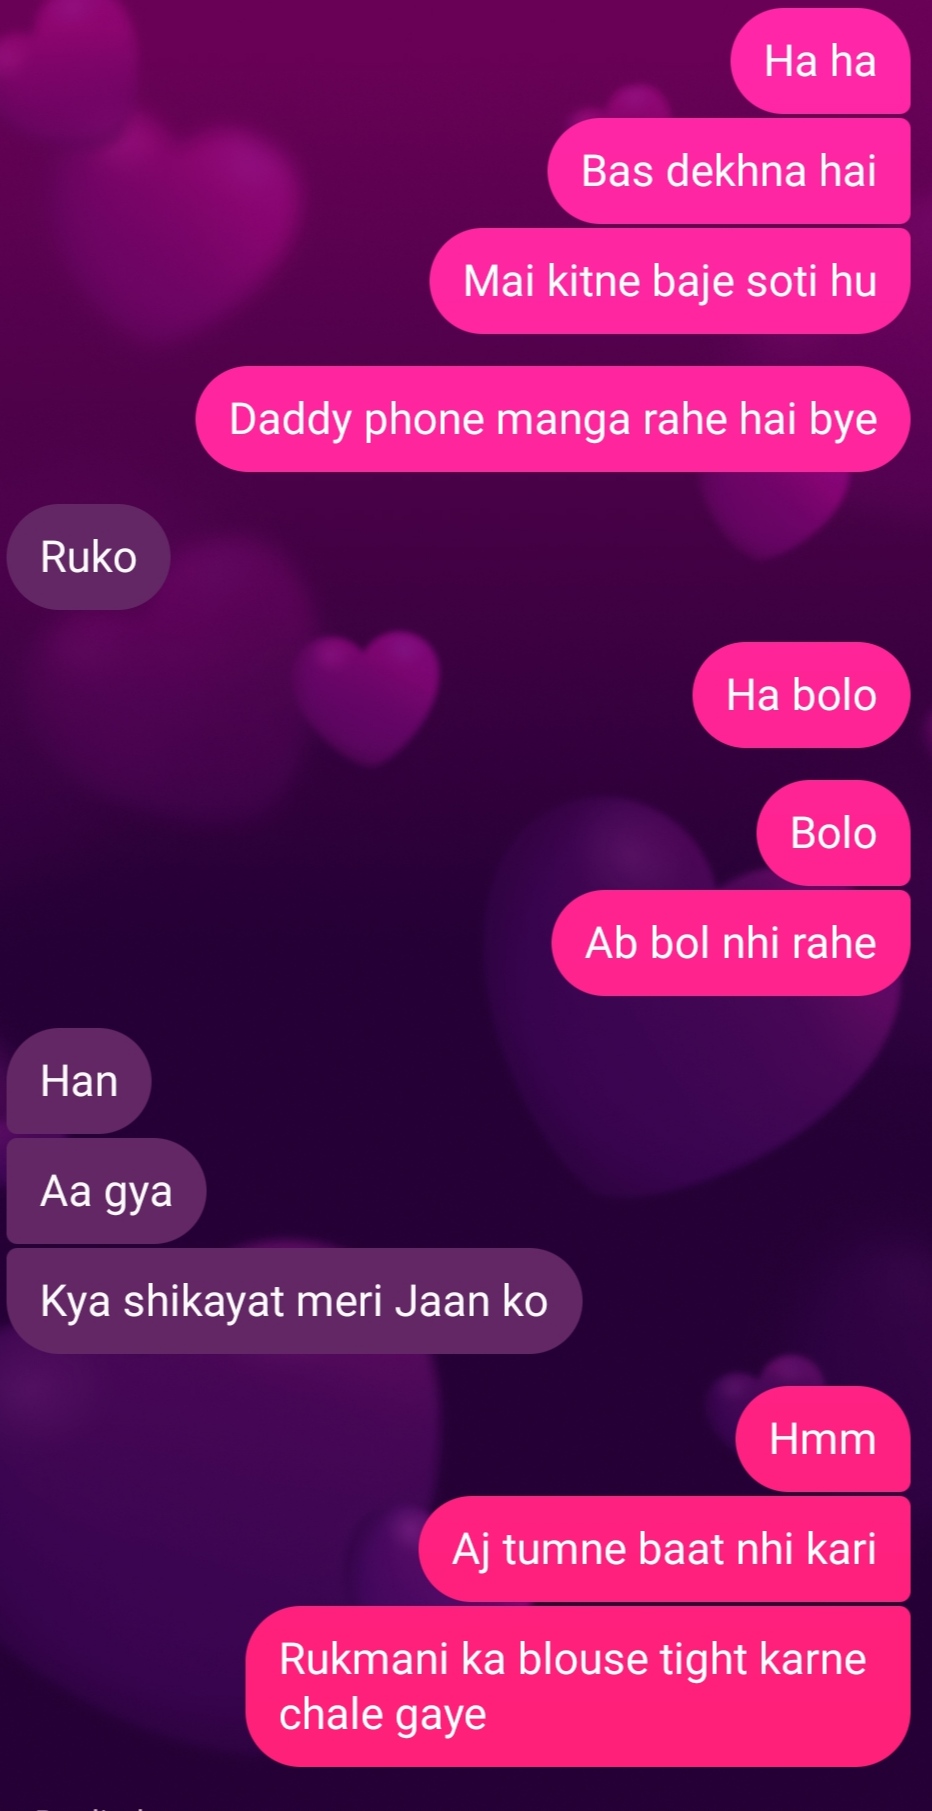 Ha ha
Bas dekhna hai
Mai kitne baje soti hu
Daddy phone manga rahe hai bye
Ruko
Ha bolo
Bolo
Ab bol nhi rahe
Han
Aa gya
Kya shikayat meri Jaan ko
Hmm
Aj tumne baat nhi kari
Rukmani ka blouse tight karne
chale gaye